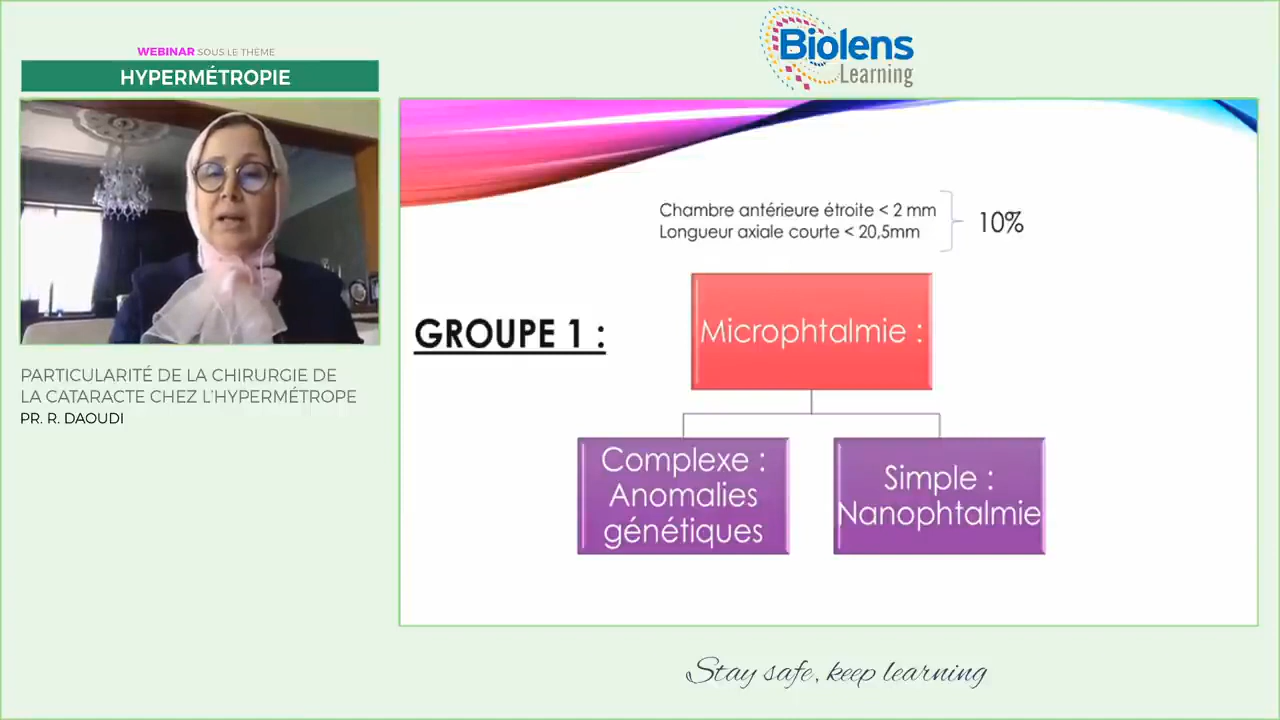 WEBINAR SOUS LE THÈME
HYPERMÉTROPIE
Biolens
Learning
PARTICULARITÉ DE LA CHIRURGIE DE
LA CATARACTE CHEZ L'HYPERMÉTROPE
PR. R. DAOUDI
Chambre antérieure étroite < 2 mm
Longueur axiale courte < 20,5mm
10%
GROUPE 1 :
Microphtalmie :
Complexe :
Anomalies
génétiques
Simple :
Nanophtalmie
Stay safe, keep learning